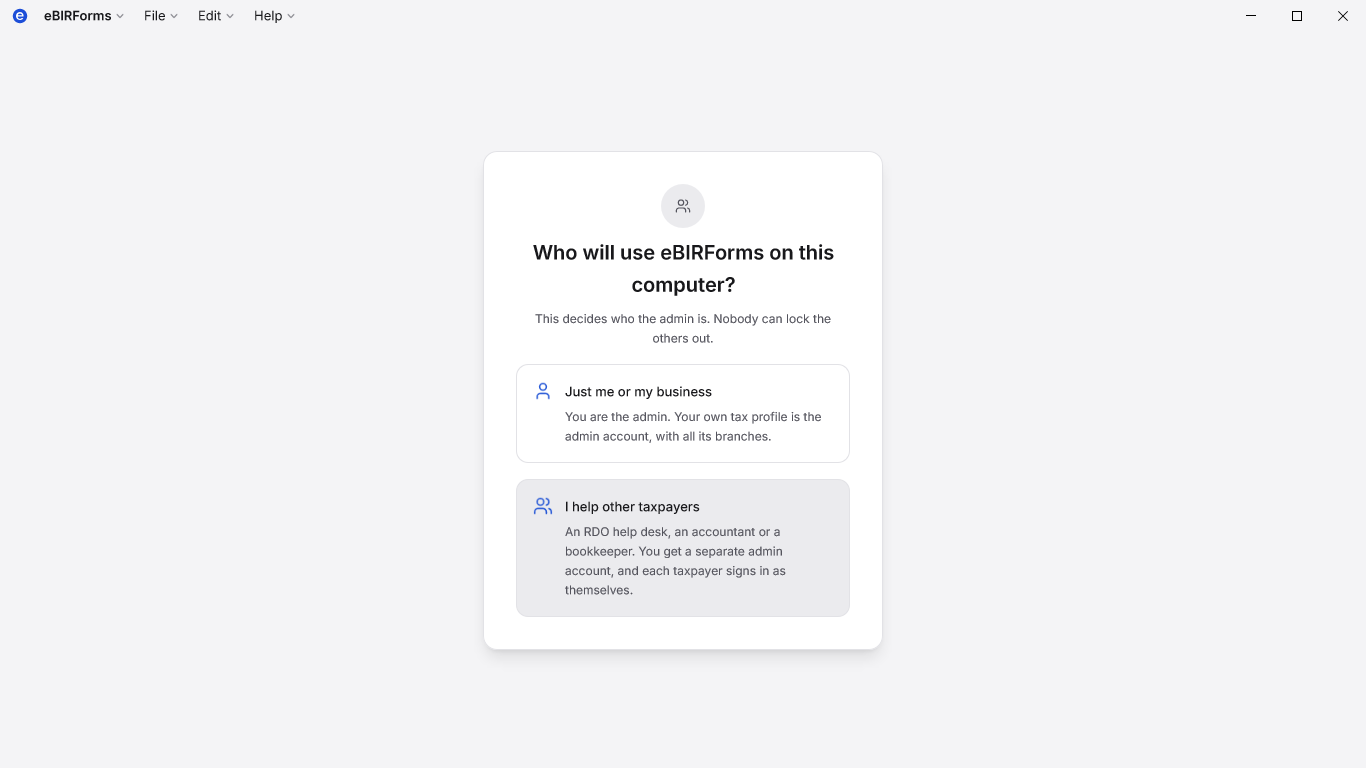 e eBIRForms File Edit Help
Who will use eBIRForms on this
computer?
This decides who the admin is. Nobody can lock the
others out.
Just me or my business
You are the admin. Your own tax profile is the
admin account, with all its branches.
I help other taxpayers
An RDO help desk, an accountant or a
bookkeeper. You get a separate admin
account, and each taxpayer signs in as
themselves.